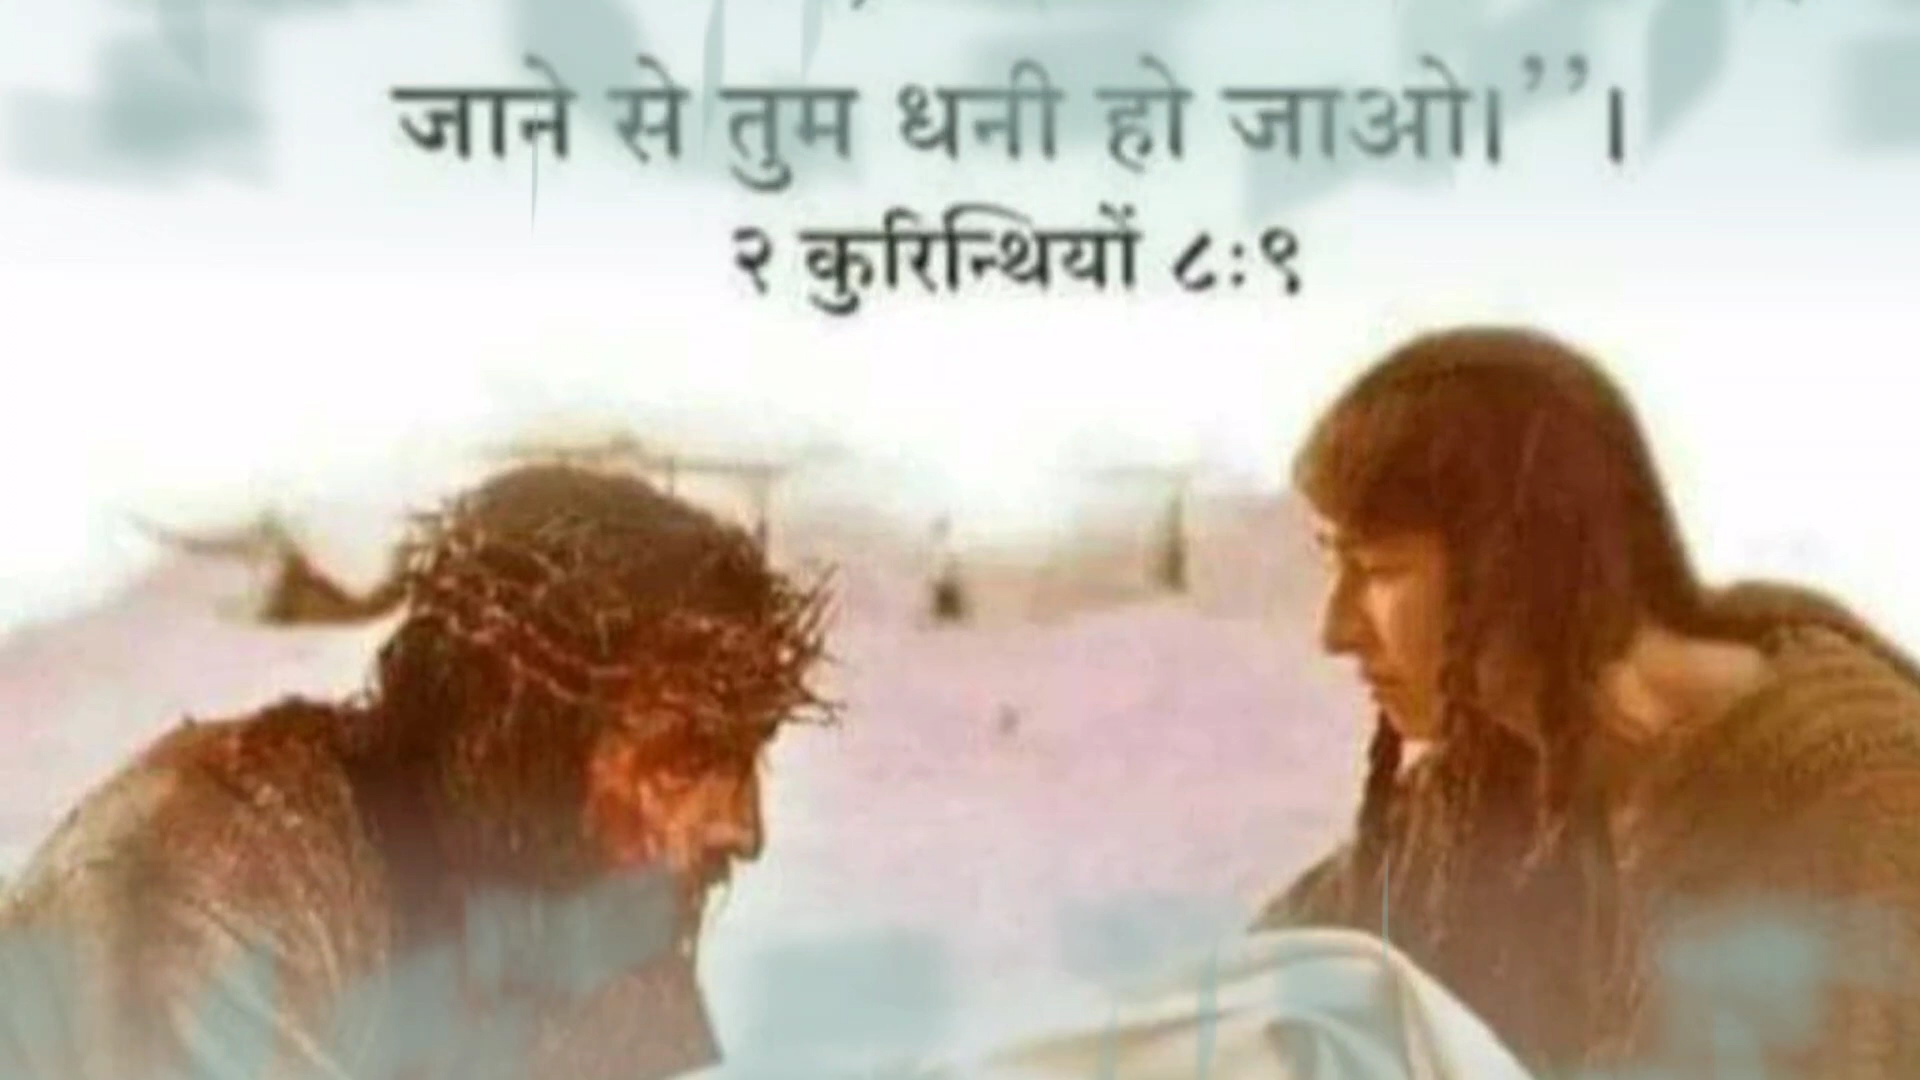 जाने से तुम धनी हो जाओ।’’।
२ कुरिन्थियों ८:९